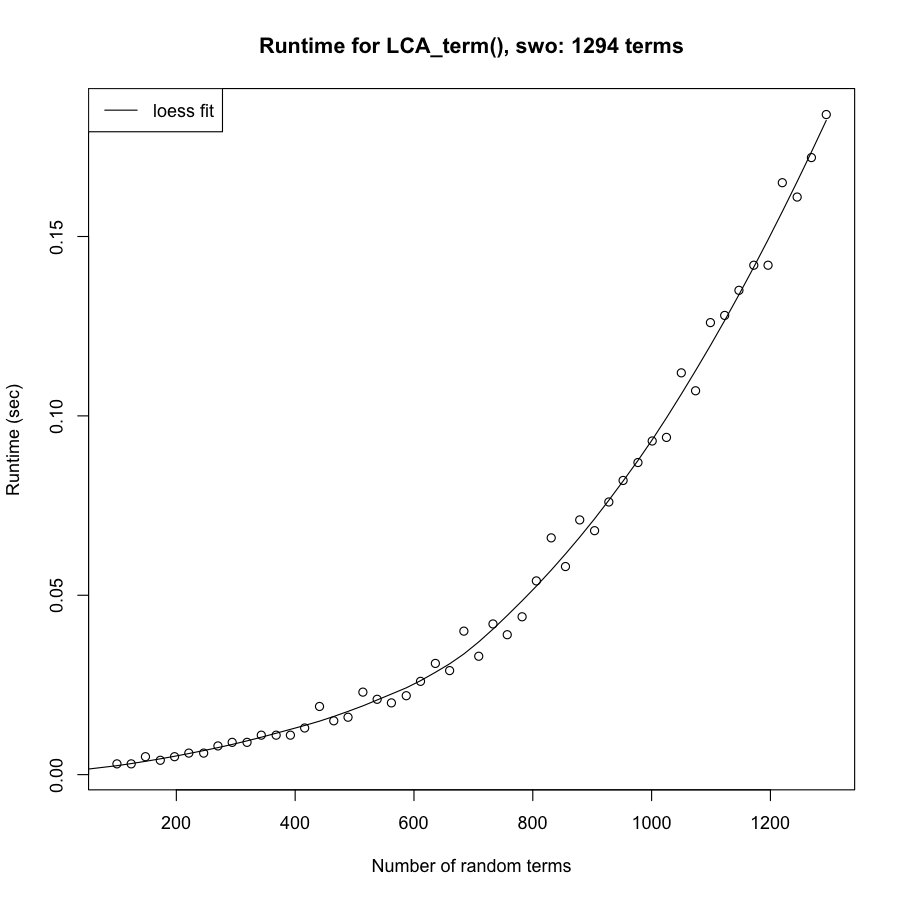 Runtime for LCA_term(), swo: 1294 terms
loess fit
Runtime (sec)
0.15
0.10
0.05
0.00
200 400 600 800 1000 1200
Number of random terms